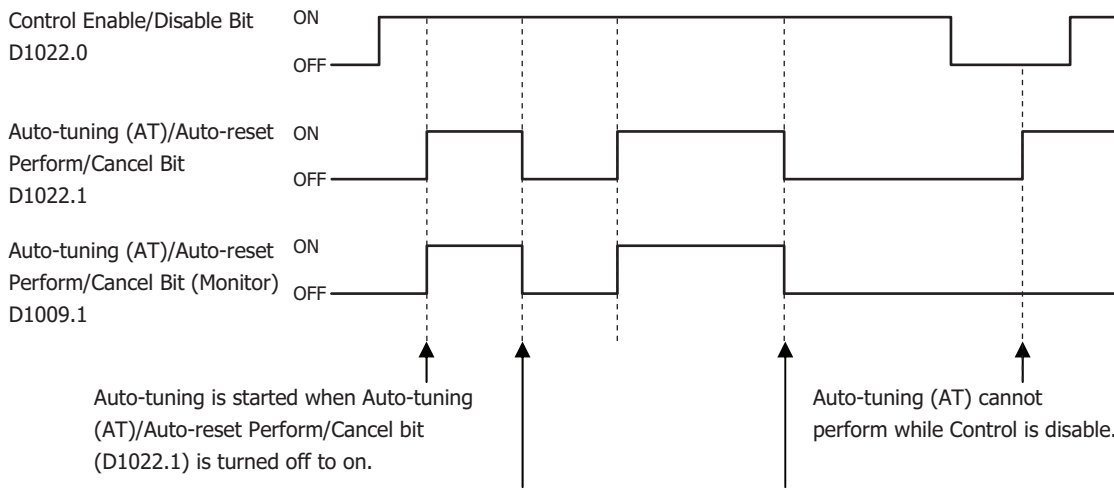 Control Enable/Disable Bit
D1022.0
ON
OFF
Auto-tuning (AT)/Auto-reset
Perform/Cancel Bit
D1022.1
ON
OFF
Auto-tuning (AT)/Auto-reset
Perform/Cancel Bit (Monitor)
D1009.1
ON
OFF
Auto-tuning is started when Auto-tuning
(AT)/Auto-reset Perform/Cancel bit
(D1022.1) is turned off to on.
Auto-tuning (AT) cannot
perform while Control is disable.